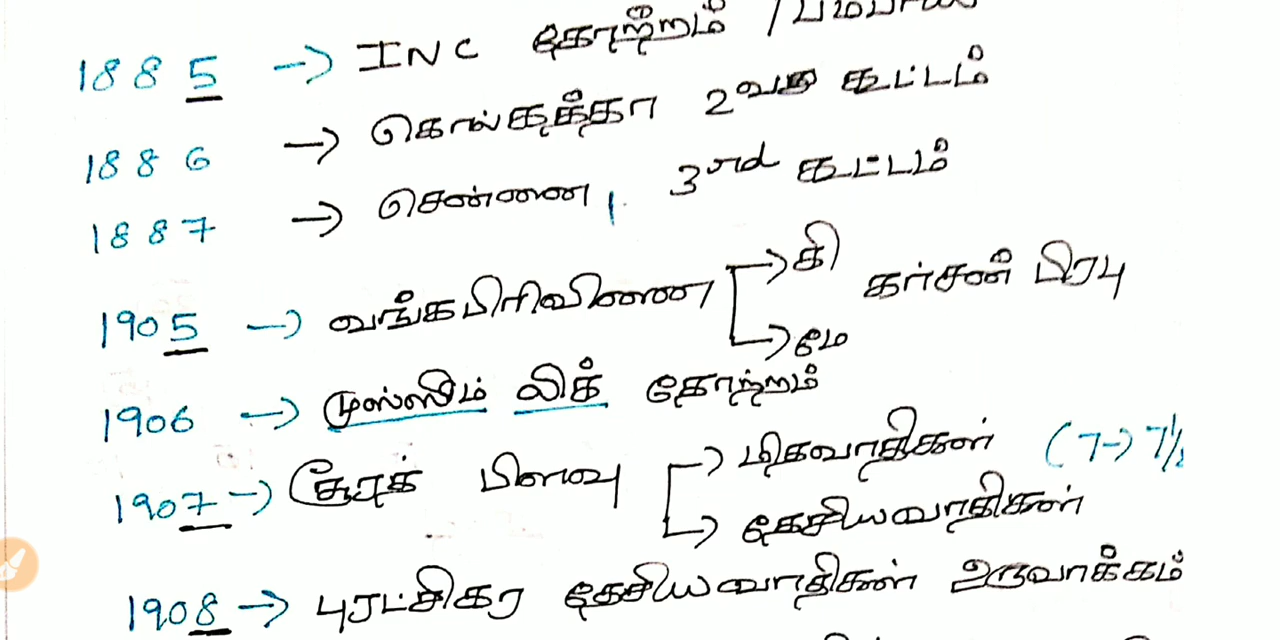 1885 → INC தோற்றம் / பம்பாய்
1886 → கொல்கத்தா 2வது கூட்டம்
1887 → சென்னை, 3rd கூட்டம்
1905 → வங்கபிரிவினை → கி கர்சன் பிரபு
→ மே
1906 → முஸ்லிம் லீக் தோற்றம்
1907 → சூரத் பிளவு → மிதவாதிகள் (7 → 7½
→ தேசியவாதிகள்
1908 → புரட்சிகர தேசியவாதிகள் உருவாக்கம்